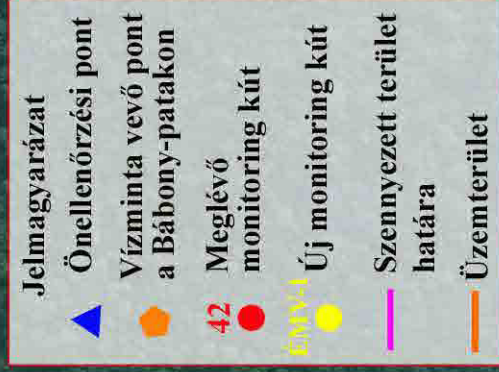 Jelmagyarázat
Önellenőrzési pont
Vízminta vevő pont
a Bábony-patakon
42 Meglévő
monitoring kút
ÉMV-1
Új monitoring kút
Szennyezett terület
határa
Üzemterület